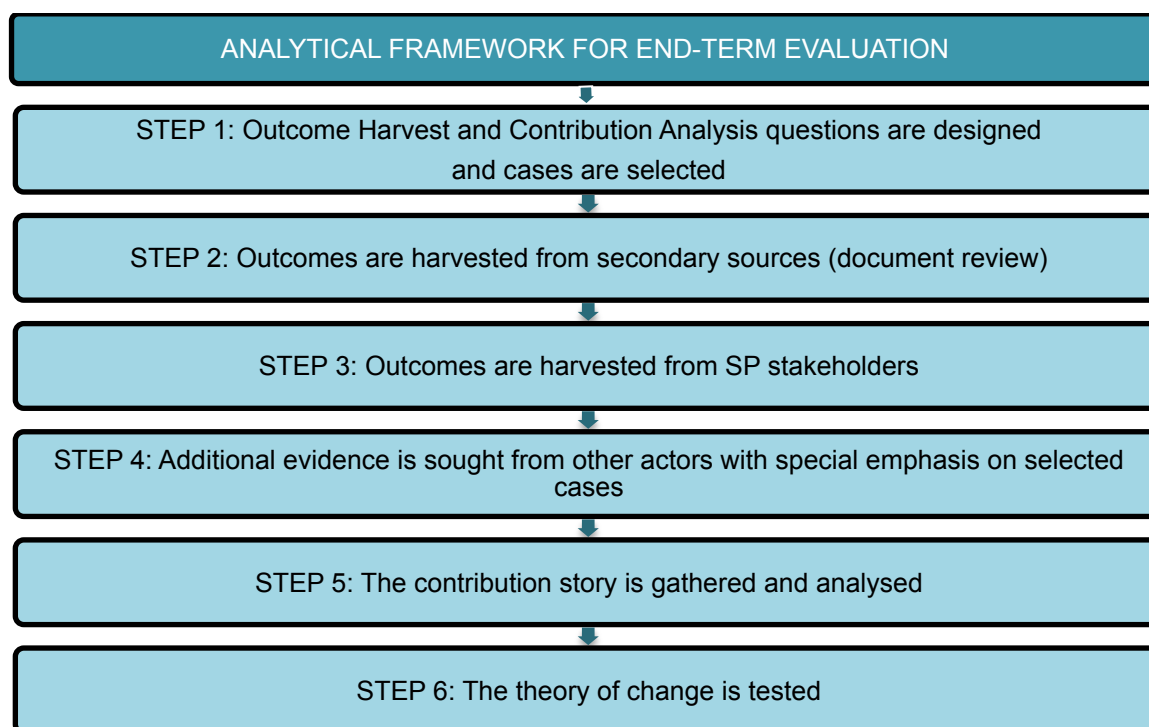 ANALYTICAL FRAMEWORK FOR END-TERM EVALUATION
STEP 1: Outcome Harvest and Contribution Analysis questions are designed
and cases are selected
STEP 2: Outcomes are harvested from secondary sources (document review)
STEP 3: Outcomes are harvested from SP stakeholders
STEP 4: Additional evidence is sought from other actors with special emphasis on selected
cases
STEP 5: The contribution story is gathered and analysed
STEP 6: The theory of change is tested